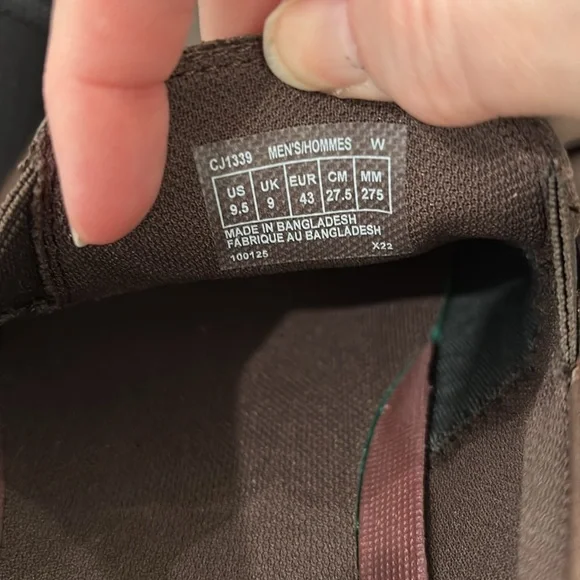 CJ1339 MEN'S/HOMMES W
US UK EUR CM MM
9.5 9 43 27.5 275
MADE IN BANGLADESH
FABRIQUE AU BANGLADESH
100125 X22